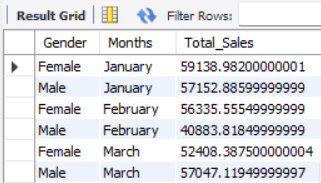 Result Grid Filter Rows:
Gender Months Total_Sales
Female January 59138.98200000001
Male January 57152.88599999999
Female February 56335.55549999999
Male February 40883.81849999999
Female March 52408.387500000004
Male March 57047.11949999997